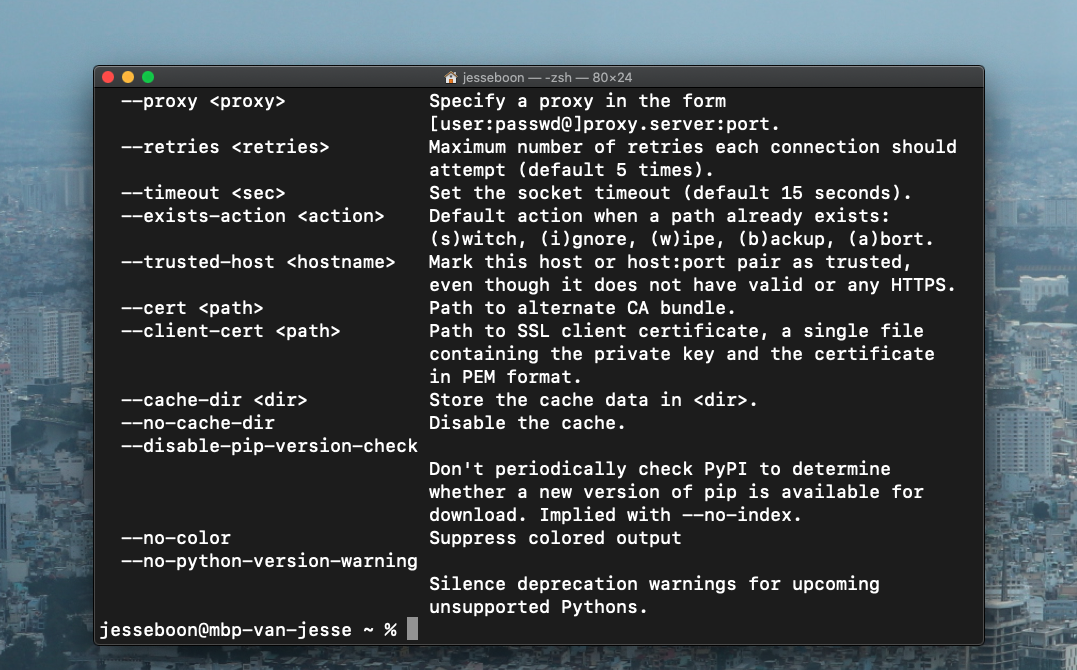 jesseboon — -zsh — 80×24
--proxy <proxy> Specify a proxy in the form
[user:passwd@]proxy.server:port.
--retries <retries> Maximum number of retries each connection should
attempt (default 5 times).
--timeout <sec> Set the socket timeout (default 15 seconds).
--exists-action <action> Default action when a path already exists:
(s)witch, (i)gnore, (w)ipe, (b)ackup, (a)bort.
--trusted-host <hostname> Mark this host or host:port pair as trusted,
even though it does not have valid or any HTTPS.
--cert <path> Path to alternate CA bundle.
--client-cert <path> Path to SSL client certificate, a single file
containing the private key and the certificate
in PEM format.
--cache-dir <dir> Store the cache data in <dir>.
--no-cache-dir Disable the cache.
--disable-pip-version-check
Don't periodically check PyPI to determine
whether a new version of pip is available for
download. Implied with --no-index.
--no-color Suppress colored output
--no-python-version-warning
Silence deprecation warnings for upcoming
unsupported Pythons.
jesseboon@mbp-van-jesse ~ %